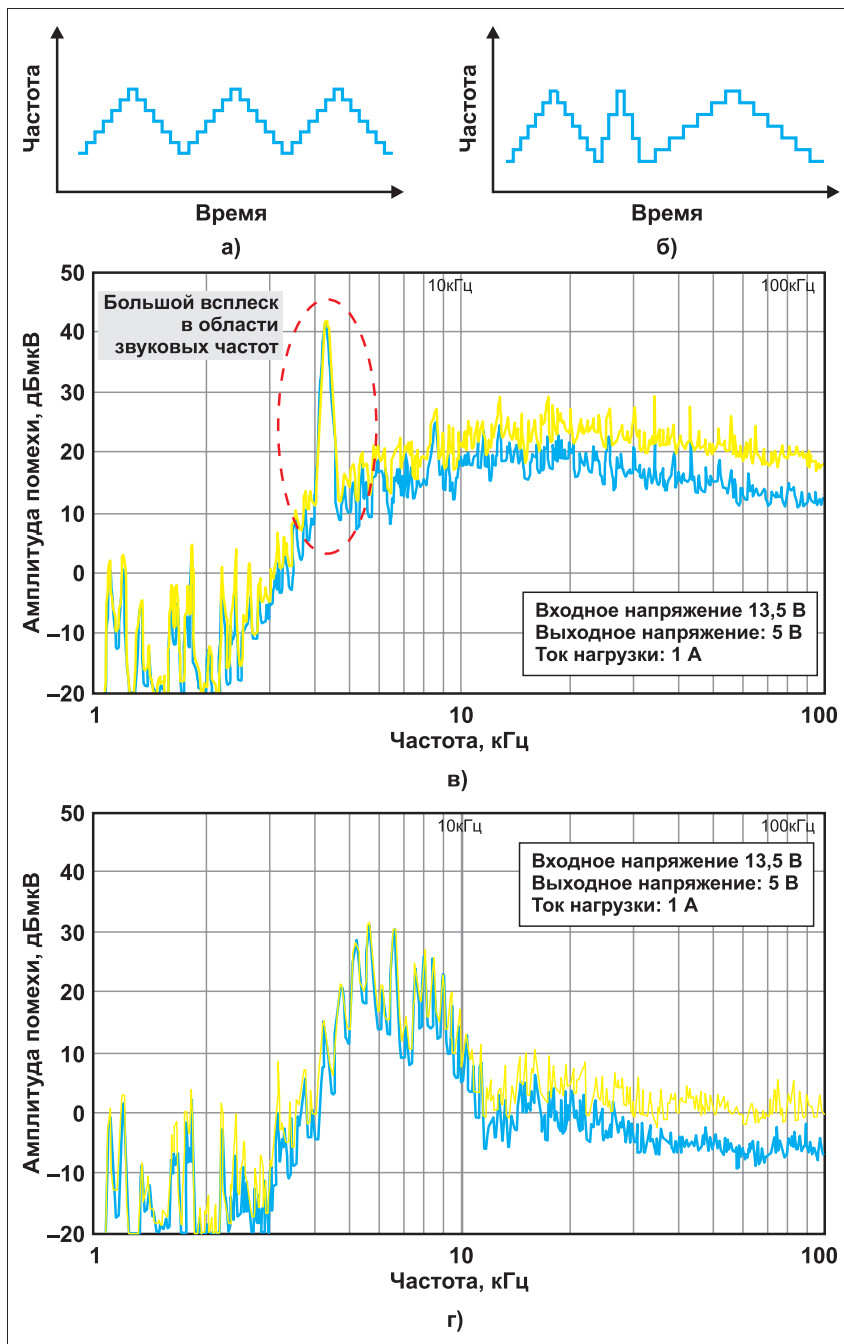 Частота
Время
а)
Частота
Время
б)
50
40
30
20
10
0
–10
–20
Амплитуда помехи, дБмкВ
Большой всплеск
в области
звуковых частот
10кГц
100кГц
Входное напряжение 13,5 В
Выходное напряжение: 5 В
Ток нагрузки: 1 А
1
10
100
Частота, кГц
в)
50
40
30
20
10
0
–10
–20
Амплитуда помехи, дБмкВ
10кГц
100кГц
Входное напряжение 13,5 В
Выходное напряжение: 5 В
Ток нагрузки: 1 А
1
10
100
Частота, кГц
г)